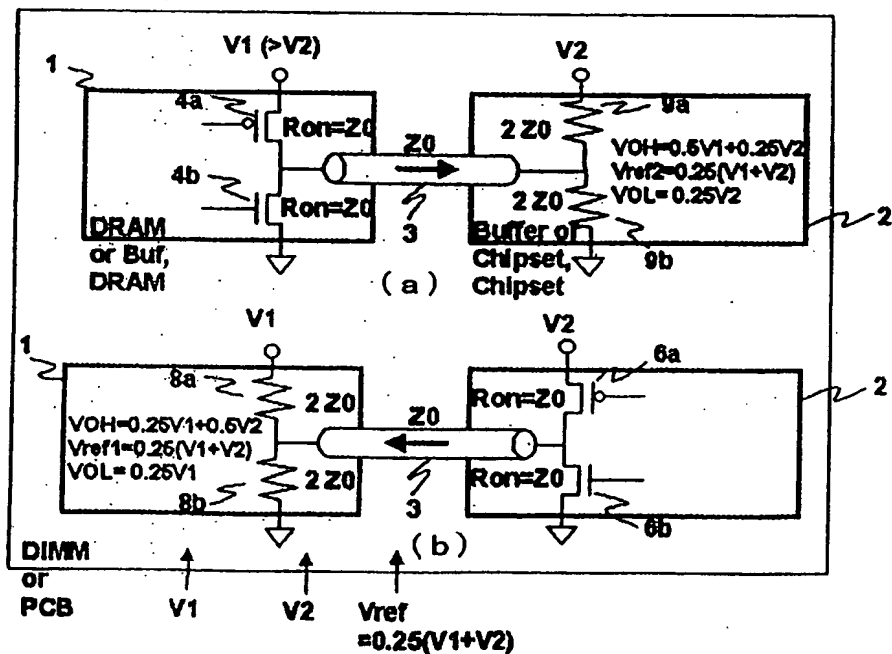 V1 (>V2)
V2
1
4a
Ron=Z0
4b
Ron=Z0
DRAM
or Buf,
DRAM
Z0
3
2 Z0
9a
VOH=0.5V1+0.25V2
Vref2=0.25(V1+V2)
VOL= 0.25V2
2 Z0
9b
2
Buffer or
Chipset,
Chipset
(a)
V1
V2
1
8a
2 Z0
VOH=0.25V1+0.5V2
Vref1=0.25(V1+V2)
VOL= 0.25V1
8b
2 Z0
Z0
3
Ron=Z0
6a
Ron=Z0
6b
2
(b)
DIMM
or
PCB
V1
V2
Vref
=0.25(V1+V2)